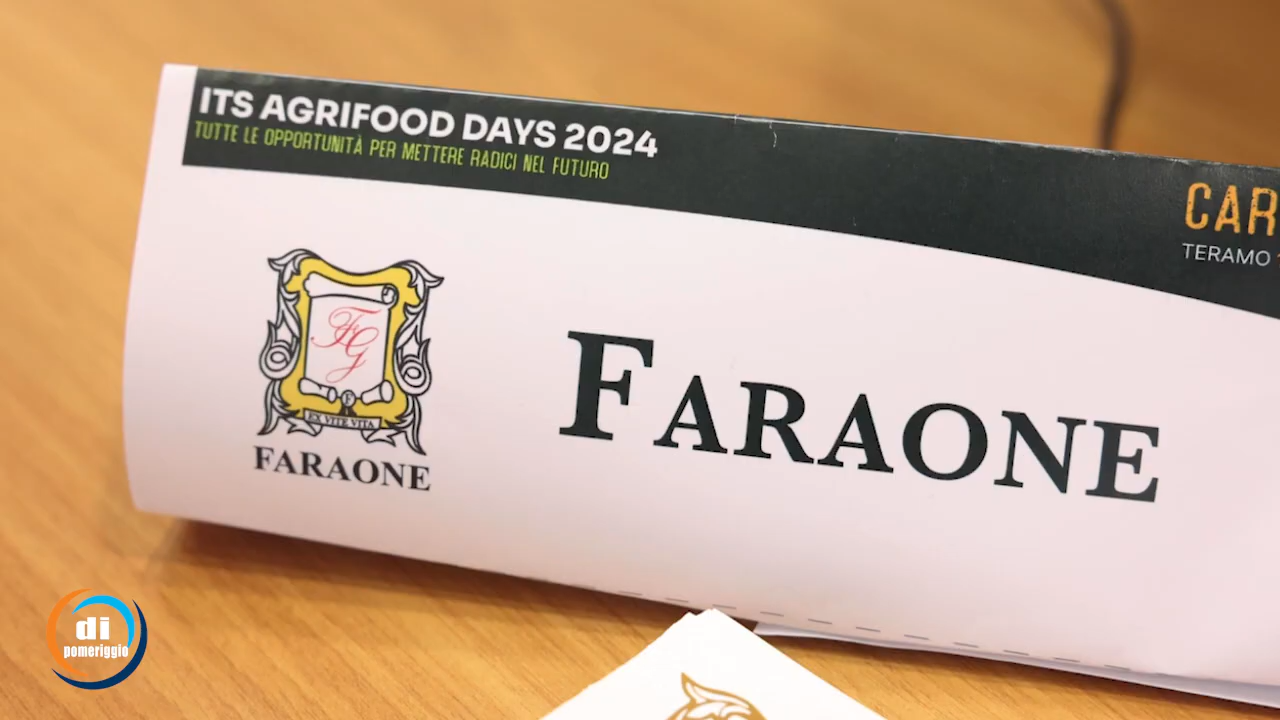 ITS AGRIFOOD DAYS 2024
TUTTE LE OPPORTUNITÀ PER METTERE RADICI NEL FUTURO
CAR
TERAMO
FG
F
EX VITE VITA
FARAONE
FARAONE
di
pomeriggio